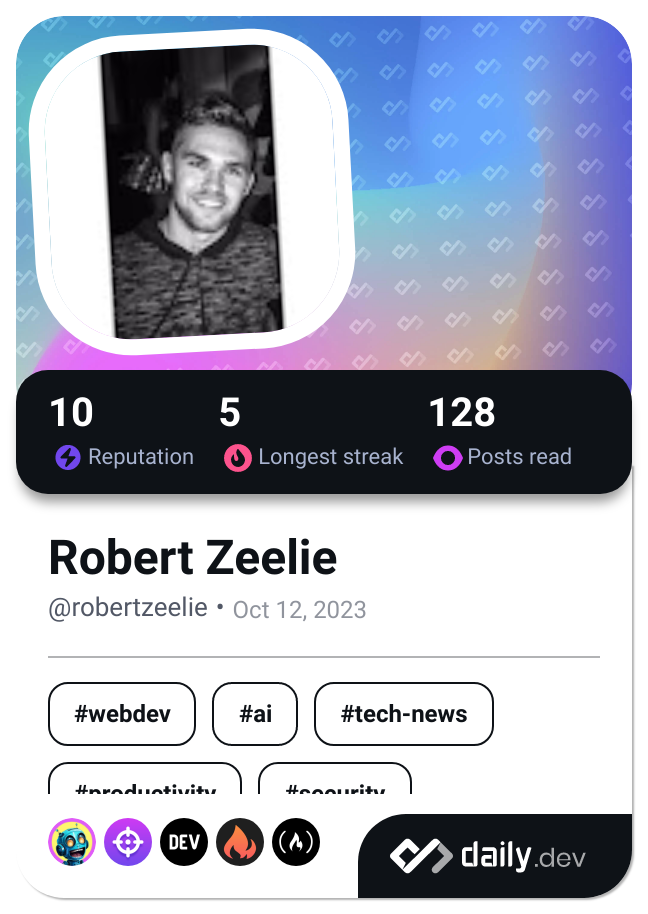 10 5 128
Reputation Longest streak Posts read
Robert Zeelie
@robertzeelie • Oct 12, 2023
#webdev #ai #tech-news
#productivity #security
DEV
daily.dev